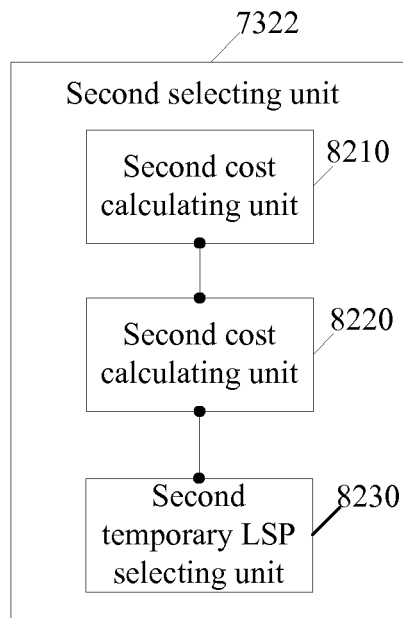 7322
Second selecting unit
8210
Second cost
calculating unit
8220
Second cost
calculating unit
8230
Second
temporary LSP
selecting unit